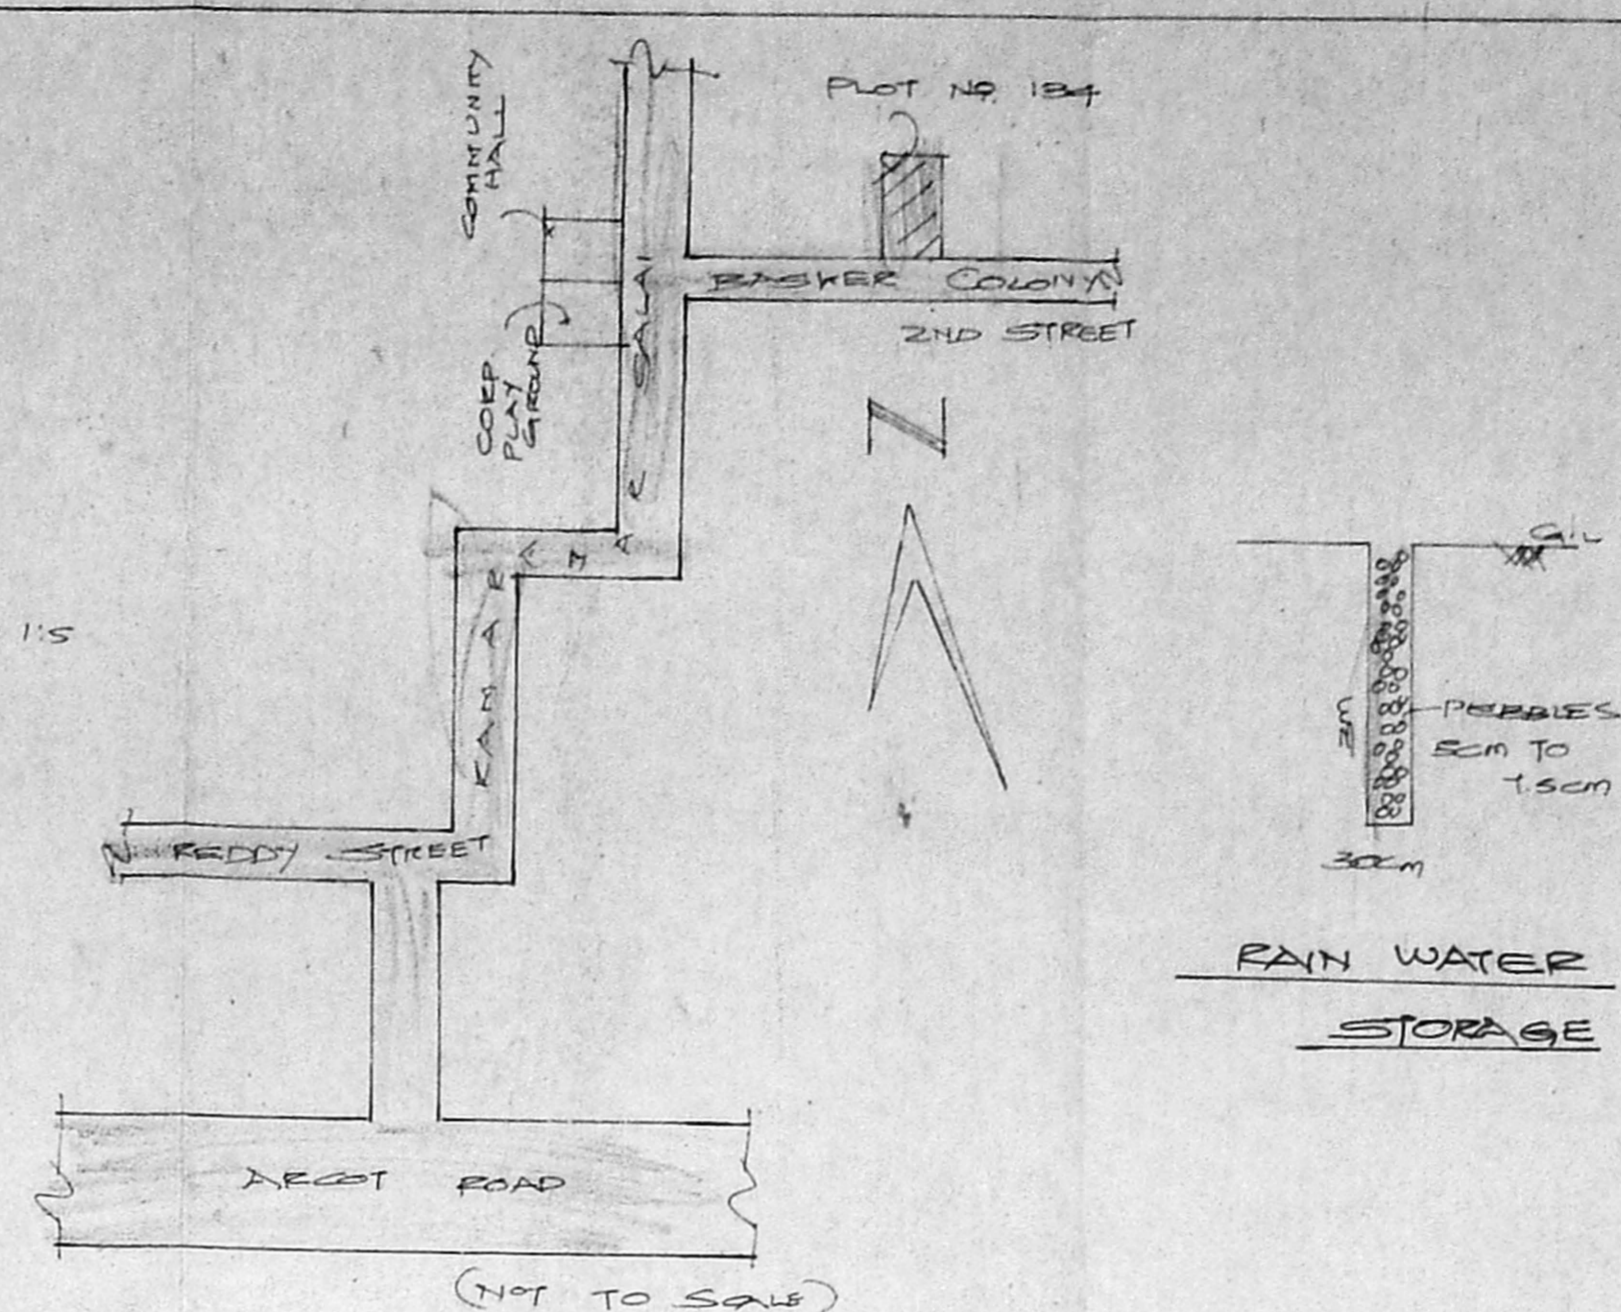 COMMUNITY
HALL
PLOT NO. 134
BASKER COLONY
2ND STREET
CORP
PLAY
GROUND
KAMARAJAR SALAI
N
1:5
REDDY STREET
ARCOT ROAD
(NOT TO SCALE)
G.L
3m
PEBBLES
5cm TO
7.5cm
30cm
RAIN WATER
STORAGE